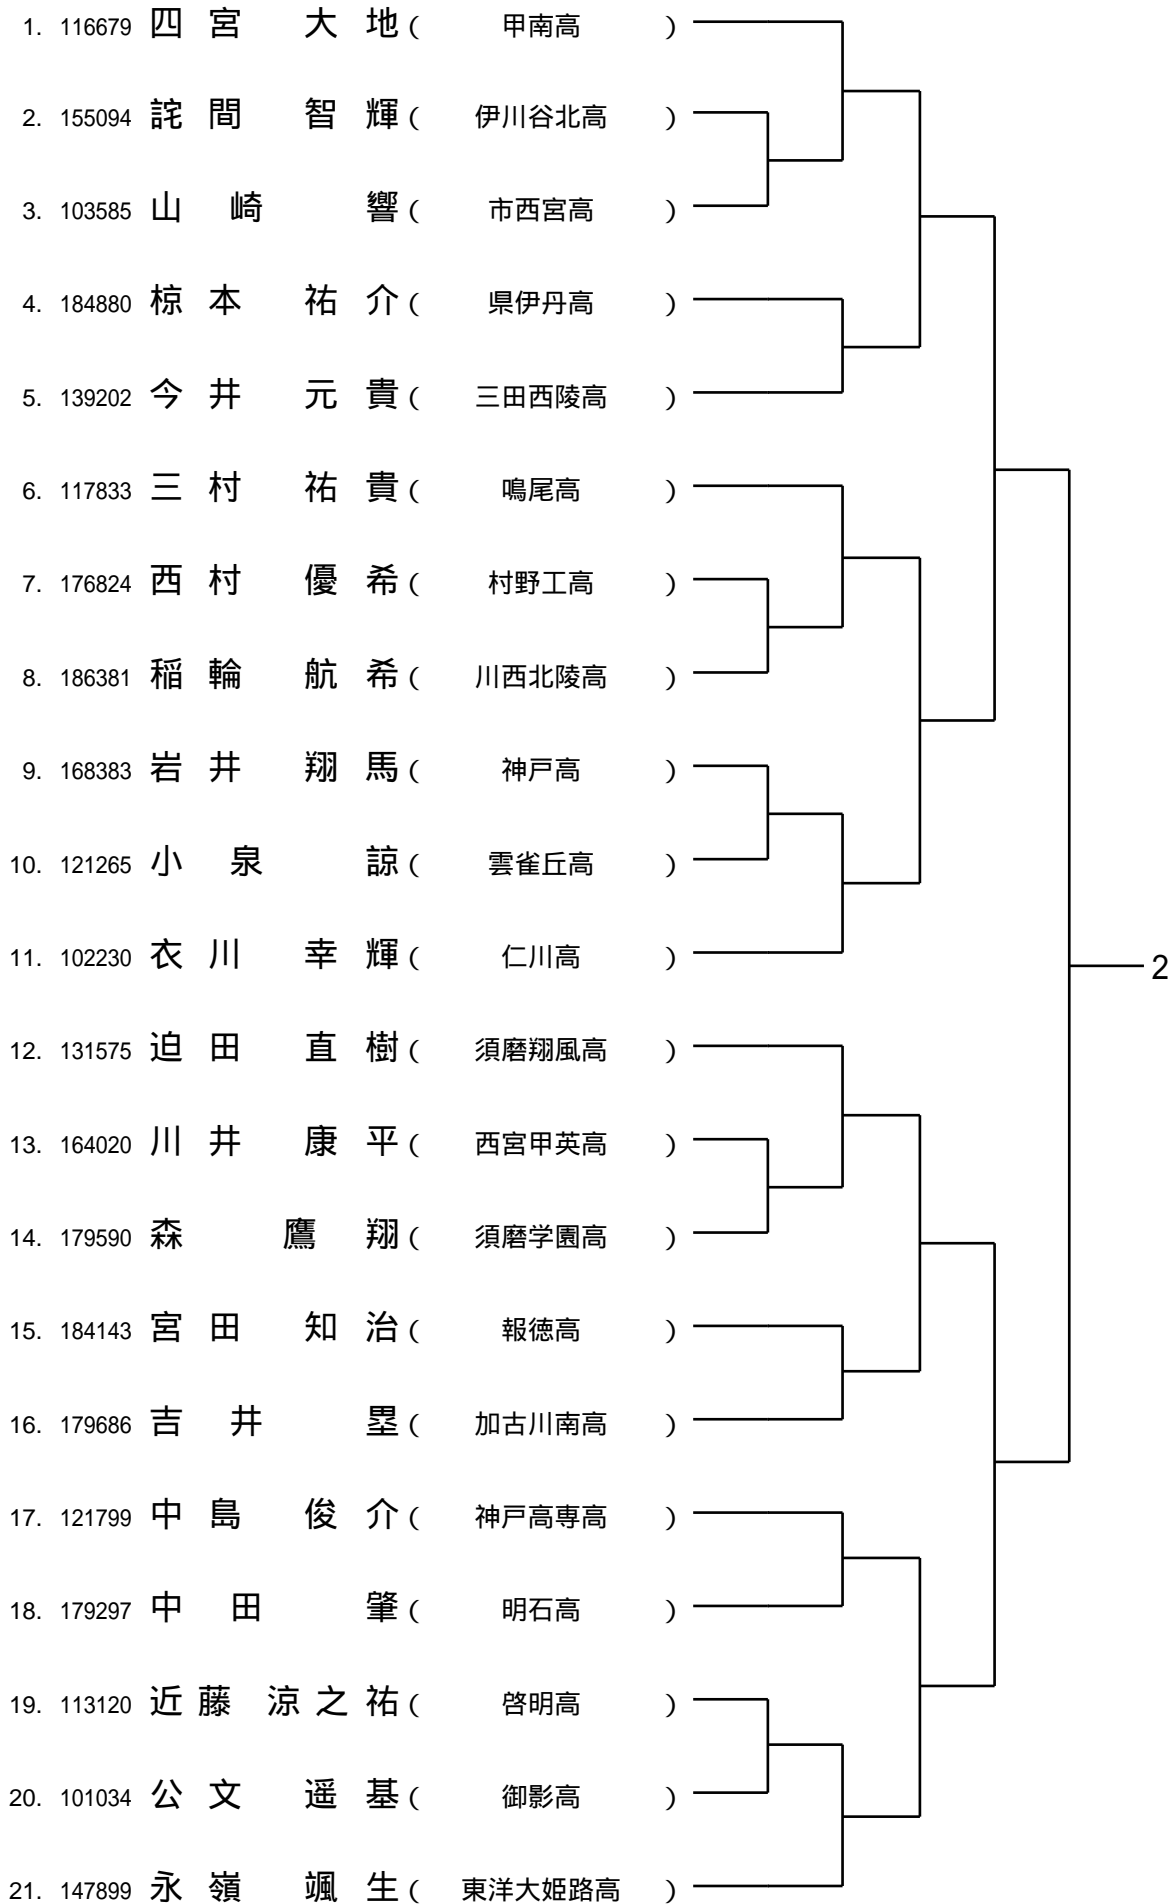 1. 116679 四宮 大地 ( 甲南高 )
2. 155094 詫間 智輝 ( 伊川谷北高 )
3. 103585 山崎 響 ( 市西宮高 )
4. 184880 椋本 祐介 ( 県伊丹高 )
5. 139202 今井 元貴 ( 三田西陵高 )
6. 117833 三村 祐貴 ( 鳴尾高 )
7. 176824 西村 優希 ( 村野工高 )
8. 186381 稲輪 航希 ( 川西北陵高 )
9. 168383 岩井 翔馬 ( 神戸高 )
10. 121265 小泉 諒 ( 雲雀丘高 )
11. 102230 衣川 幸輝 ( 仁川高 )
2
12. 131575 迫田 直樹 ( 須磨翔風高 )
13. 164020 川井 康平 ( 西宮甲英高 )
14. 179590 森 鷹翔 ( 須磨学園高 )
15. 184143 宮田 知治 ( 報徳高 )
16. 179686 吉井 塁 ( 加古川南高 )
17. 121799 中島 俊介 ( 神戸高専高 )
18. 179297 中田 肇 ( 明石高 )
19. 113120 近藤 涼之祐 ( 啓明高 )
20. 101034 公文 遥基 ( 御影高 )
21. 147899 永嶺 颯生 ( 東洋大姫路高 )